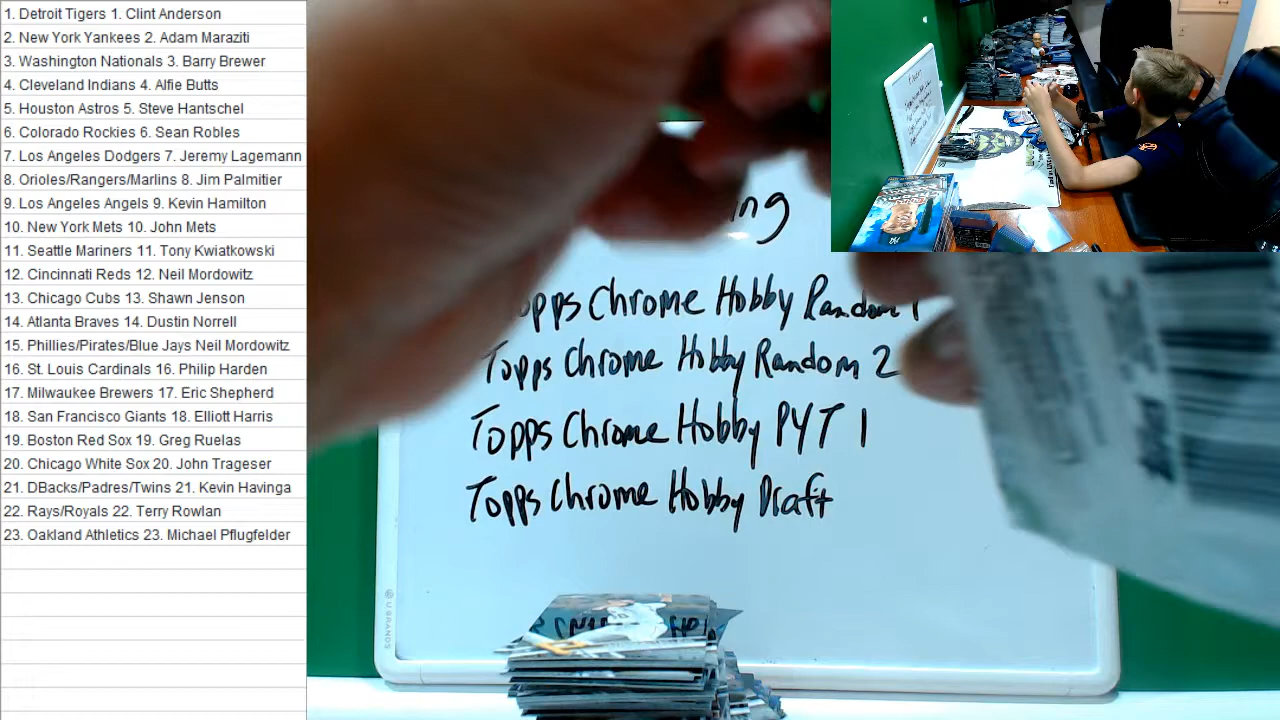 1. Detroit Tigers 1. Clint Anderson
2. New York Yankees 2. Adam Maraziti
3. Washington Nationals 3. Barry Brewer
4. Cleveland Indians 4. Alfie Butts
5. Houston Astros 5. Steve Hantschel
6. Colorado Rockies 6. Sean Robles
7. Los Angeles Dodgers 7. Jeremy Lagemann
8. Orioles/Rangers/Marlins 8. Jim Palmitier
9. Los Angeles Angels 9. Kevin Hamilton
10. New York Mets 10. John Mets
11. Seattle Mariners 11. Tony Kwiatkowski
12. Cincinnati Reds 12. Neil Mordowitz
13. Chicago Cubs 13. Shawn Jenson
14. Atlanta Braves 14. Dustin Norrell
15. Phillies/Pirates/Blue Jays Neil Mordowitz
16. St. Louis Cardinals 16. Philip Harden
17. Milwaukee Brewers 17. Eric Shepherd
18. San Francisco Giants 18. Elliott Harris
19. Boston Red Sox 19. Greg Ruelas
20. Chicago White Sox 20. John Trageser
21. DBacks/Padres/Twins 21. Kevin Havinga
22. Rays/Royals 22. Terry Rowlan
23. Oakland Athletics 23. Michael Pflugfelder
ing
opps Chrome Hobby Random 1
Topps Chrome Hobby Random 2
Topps Chrome Hobby PYT 1
Topps Chrome Hobby Draft